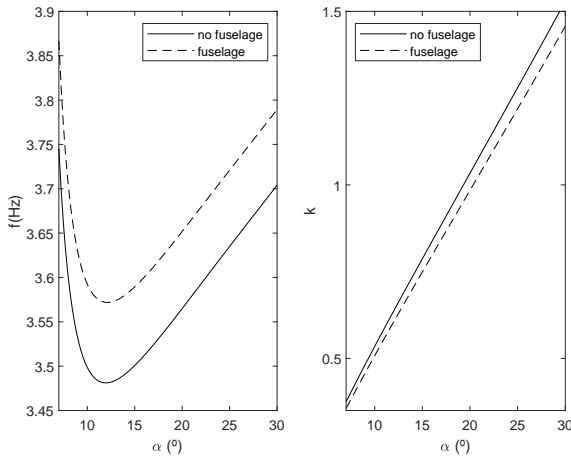 no fuselage
fuselage
3.9
3.85
3.8
3.75
3.7
3.65
3.6
3.55
3.5
3.45
f(Hz)
10 15 20 25 30
α (º)
no fuselage
fuselage
1.5
1
0.5
k
10 15 20 25 30
α (º)